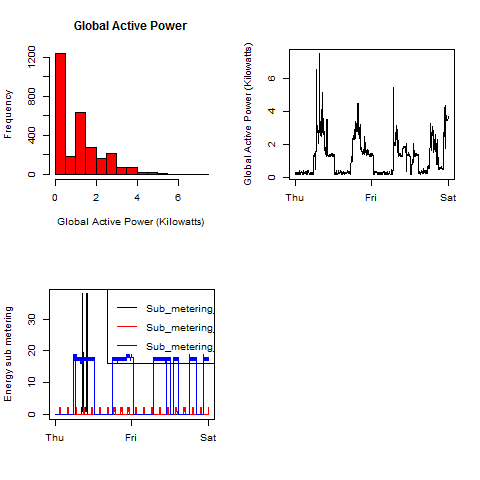 Global Active Power
Frequency
0 400 800 1200
0 2 4 6
Global Active Power (Kilowatts)
Global Active Power (Kilowatts)
0 2 4 6
Thu Fri Sat
Energy sub metering
0 10 20 30
Thu Fri Sat
Sub_metering_
Sub_metering_
Sub_metering_